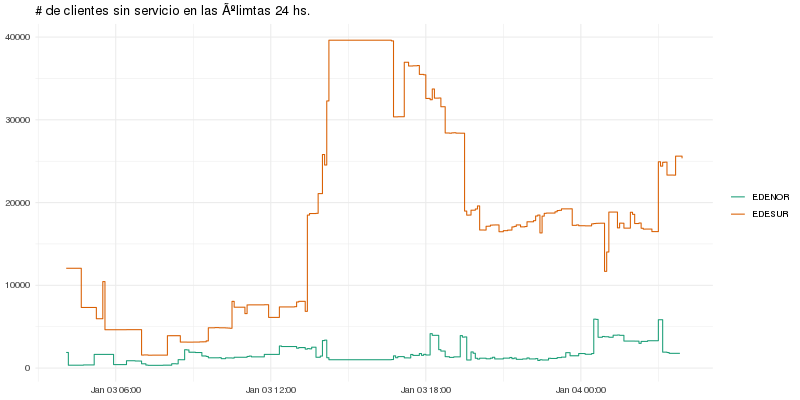 # de clientes sin servicio en las Ãºlimtas 24 hs.
40000
30000
20000
10000
0
Jan 03 06:00
Jan 03 12:00
Jan 03 18:00
Jan 04 00:00
EDENOR
EDESUR